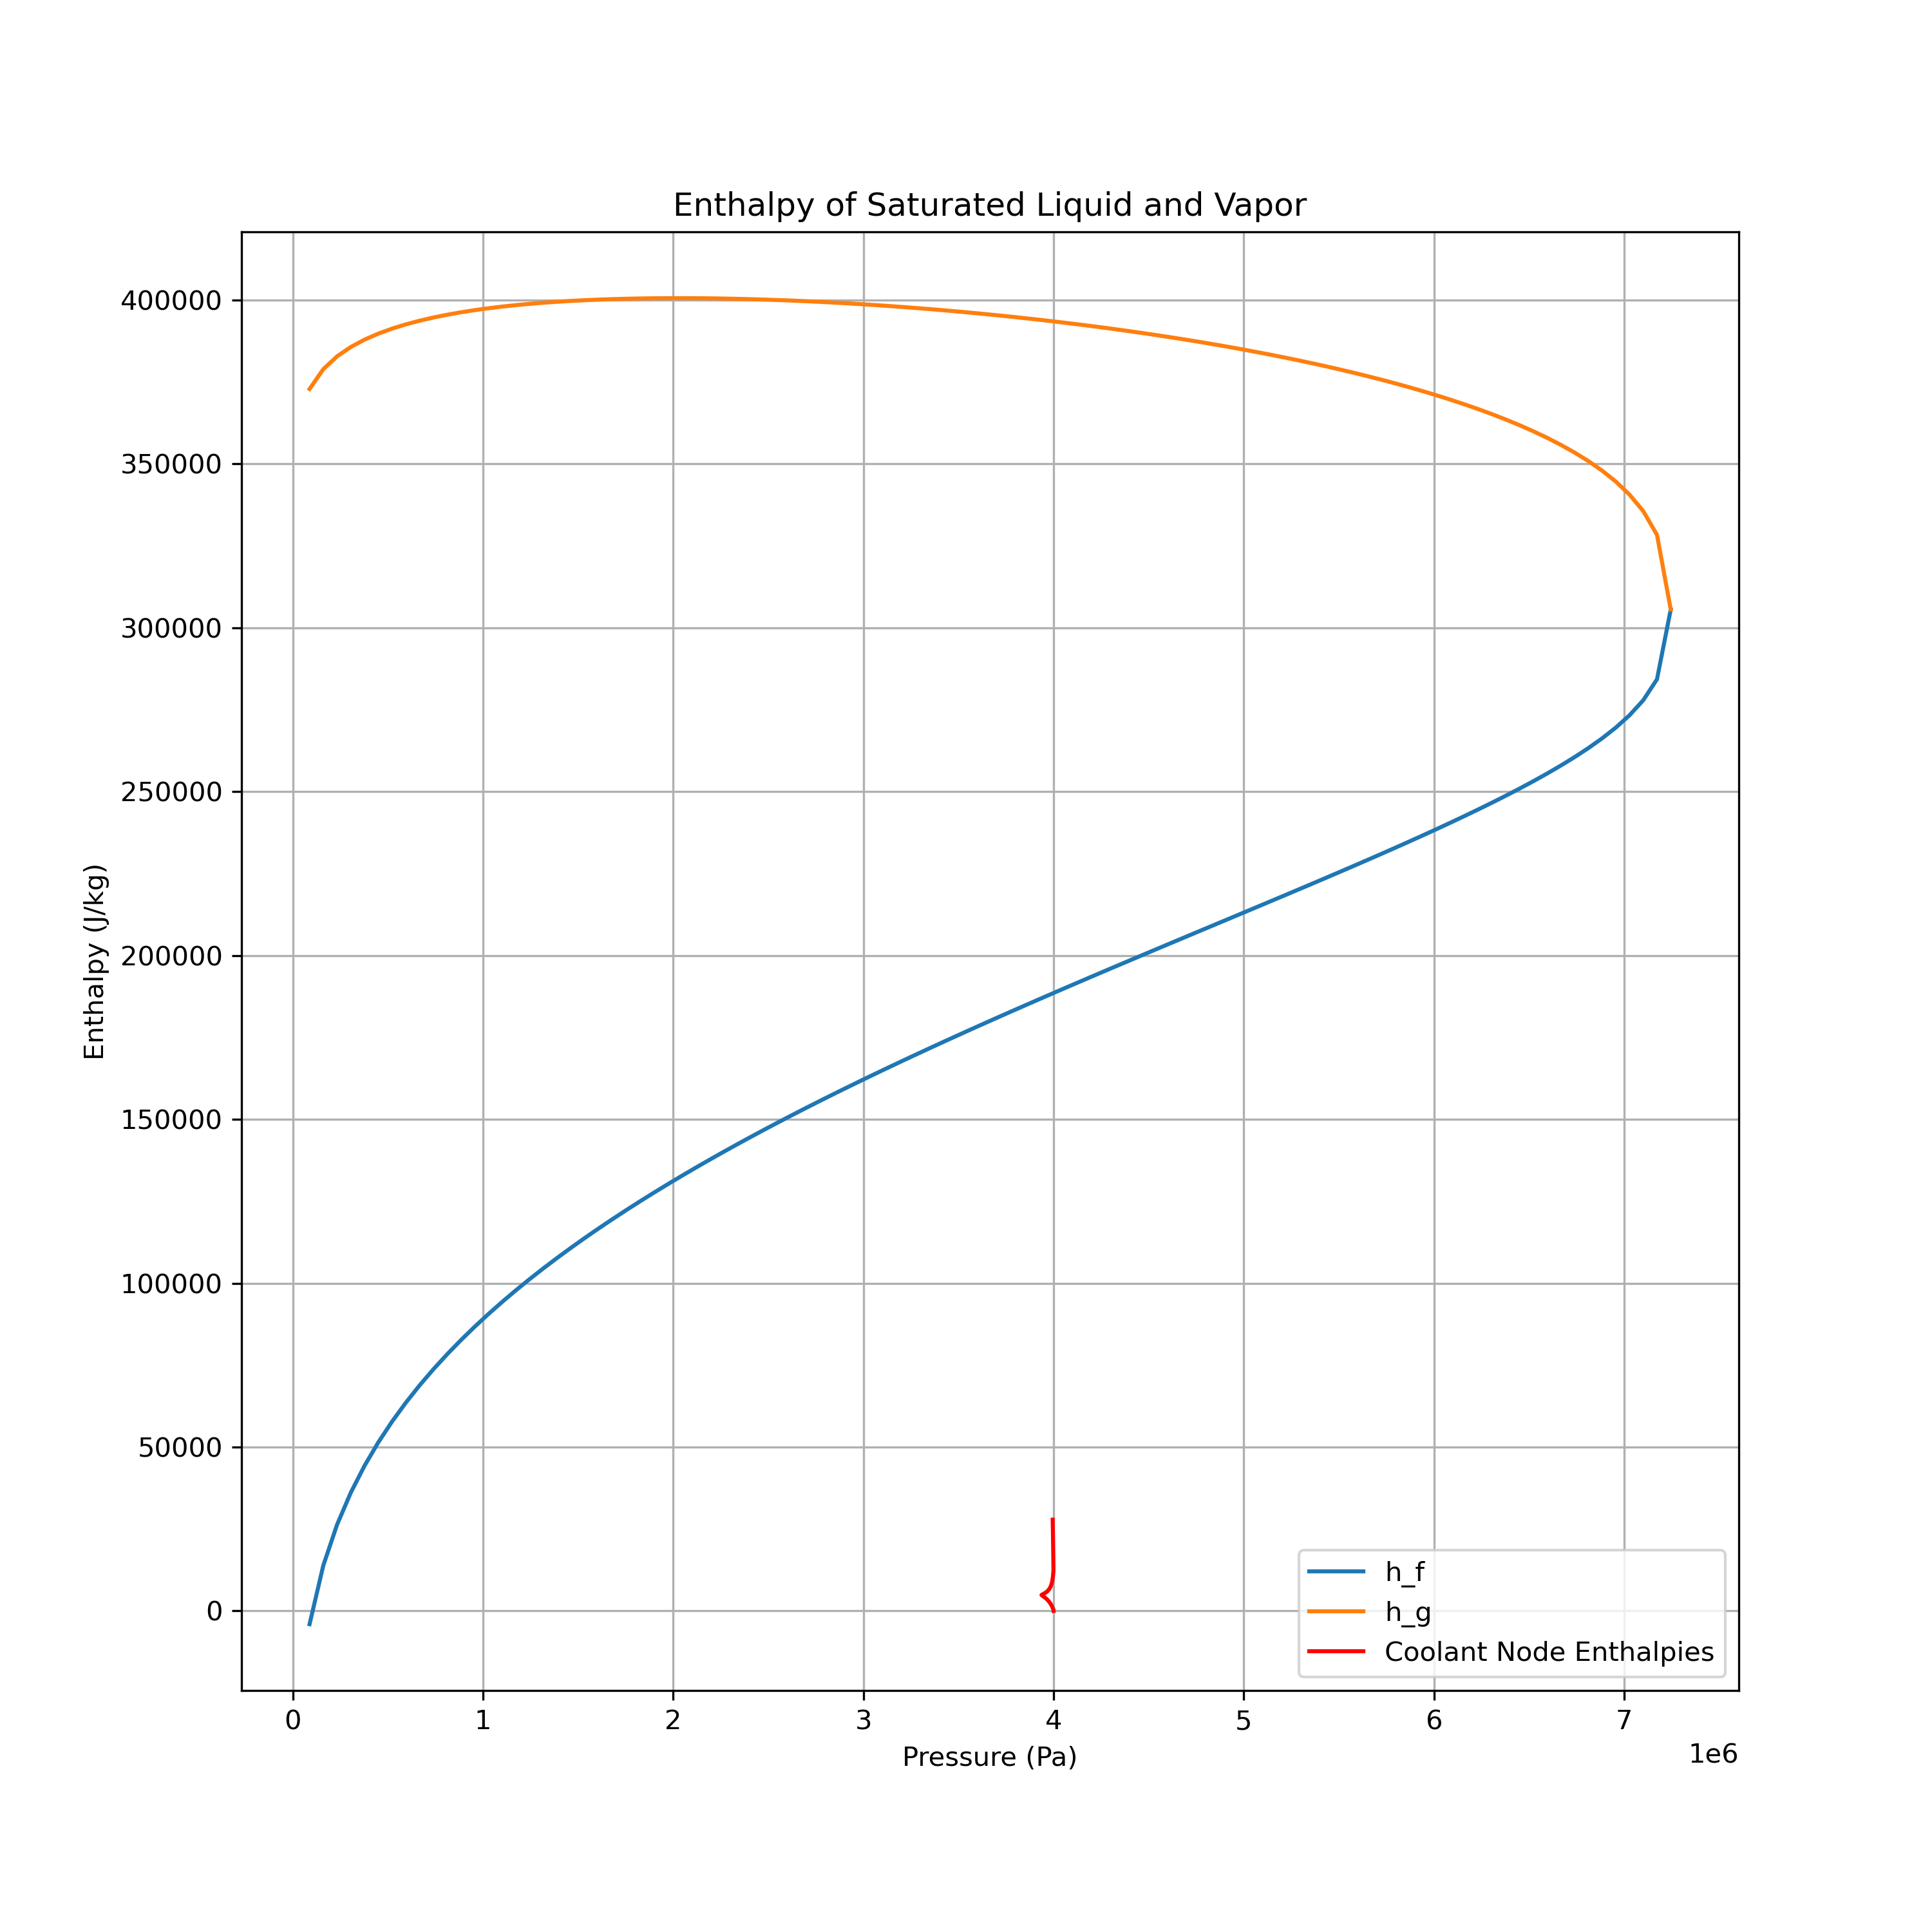 Enthalpy of Saturated Liquid and Vapor
Enthalpy (J/kg)
400000
350000
300000
250000
200000
150000
100000
50000
0
0 1 2 3 4 5 6 7
1e6
Pressure (Pa)
h_f
h_g
Coolant Node Enthalpies